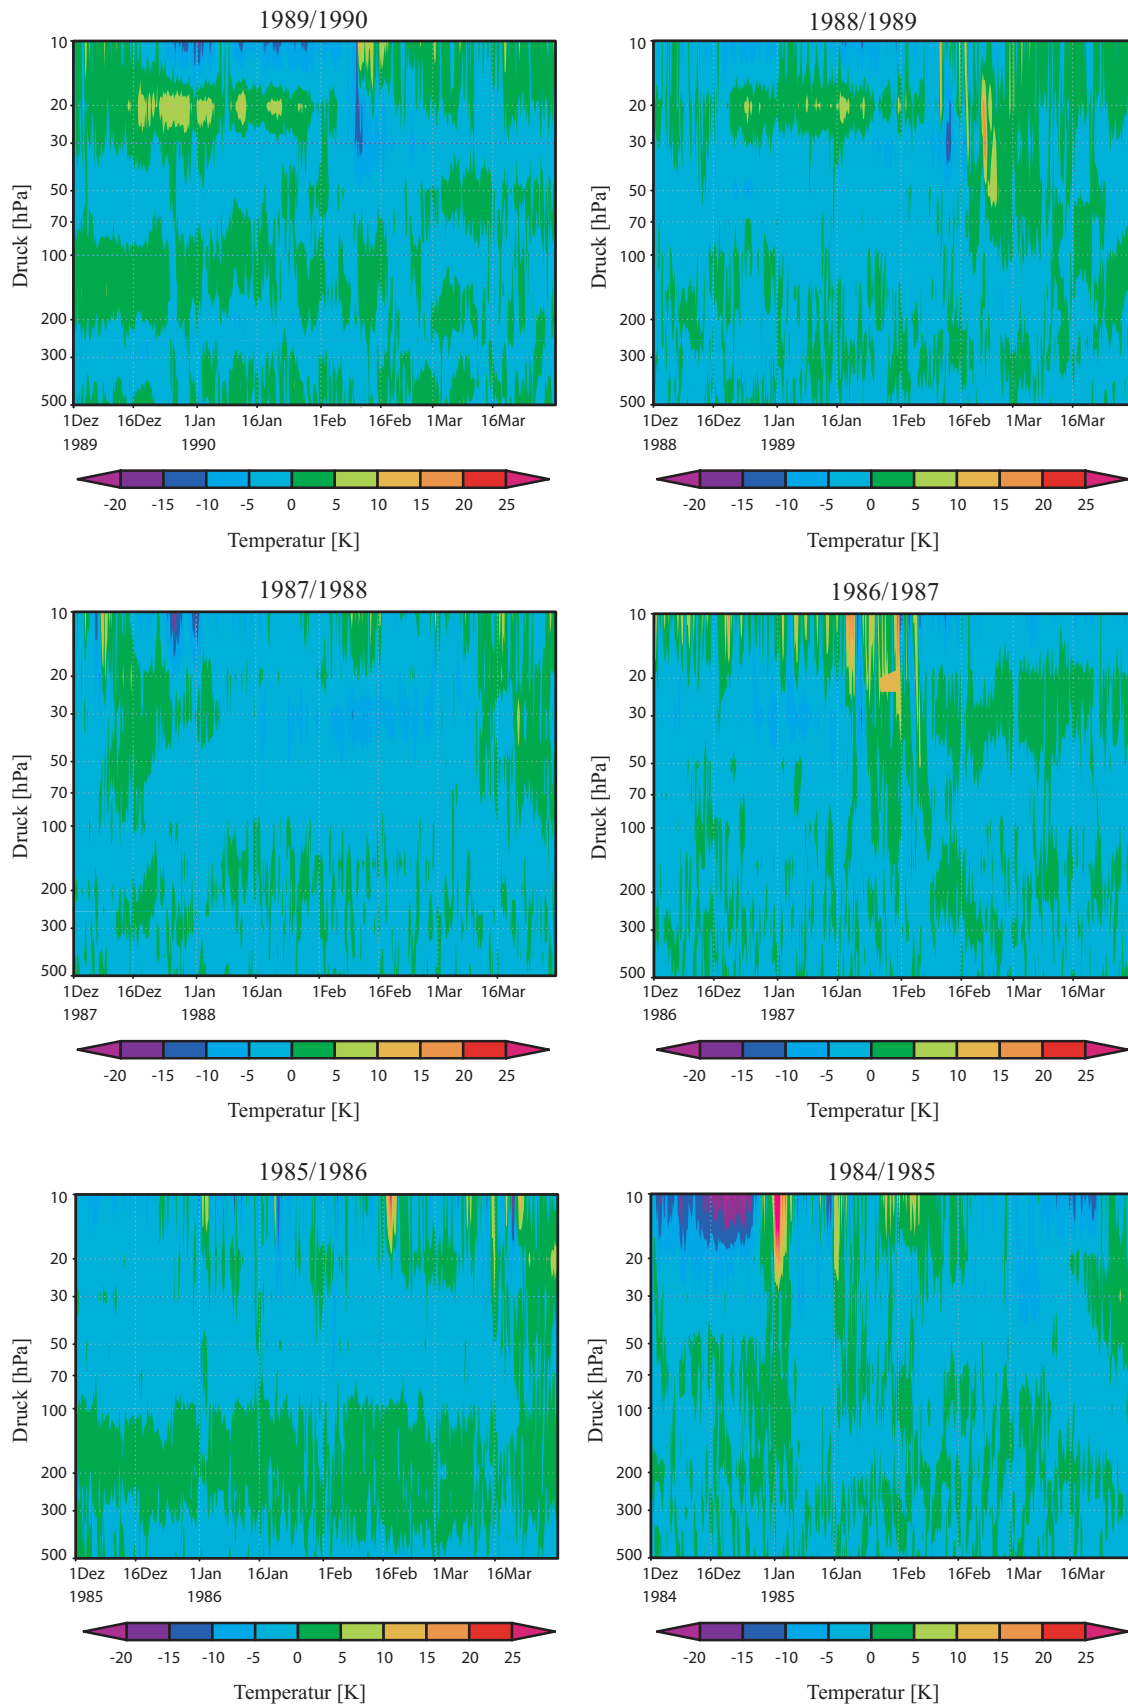 1989/1990
10
20
30
50
70
100
200
300
500
Druck [hPa]
1Dez 16Dez 1Jan 16Jan 1Feb 16Feb 1Mar 16Mar
1989 1990
-20 -15 -10 -5 0 5 10 15 20 25
Temperatur [K]
1988/1989
10
20
30
50
70
100
200
300
500
Druck [hPa]
1Dez 16Dez 1Jan 16Jan 1Feb 16Feb 1Mar 16Mar
1988 1989
-20 -15 -10 -5 0 5 10 15 20 25
Temperatur [K]
1987/1988
10
20
30
50
70
100
200
300
500
Druck [hPa]
1Dez 16Dez 1Jan 16Jan 1Feb 16Feb 1Mar 16Mar
1987 1988
-20 -15 -10 -5 0 5 10 15 20 25
Temperatur [K]
1986/1987
10
20
30
50
70
100
200
300
500
Druck [hPa]
1Dez 16Dez 1Jan 16Jan 1Feb 16Feb 1Mar 16Mar
1986 1987
-20 -15 -10 -5 0 5 10 15 20 25
Temperatur [K]
1985/1986
10
20
30
50
70
100
200
300
500
Druck [hPa]
1Dez 16Dez 1Jan 16Jan 1Feb 16Feb 1Mar 16Mar
1985 1986
-20 -15 -10 -5 0 5 10 15 20 25
Temperatur [K]
1984/1985
10
20
30
50
70
100
200
300
500
Druck [hPa]
1Dez 16Dez 1Jan 16Jan 1Feb 16Feb 1Mar 16Mar
1984 1985
-20 -15 -10 -5 0 5 10 15 20 25
Temperatur [K]